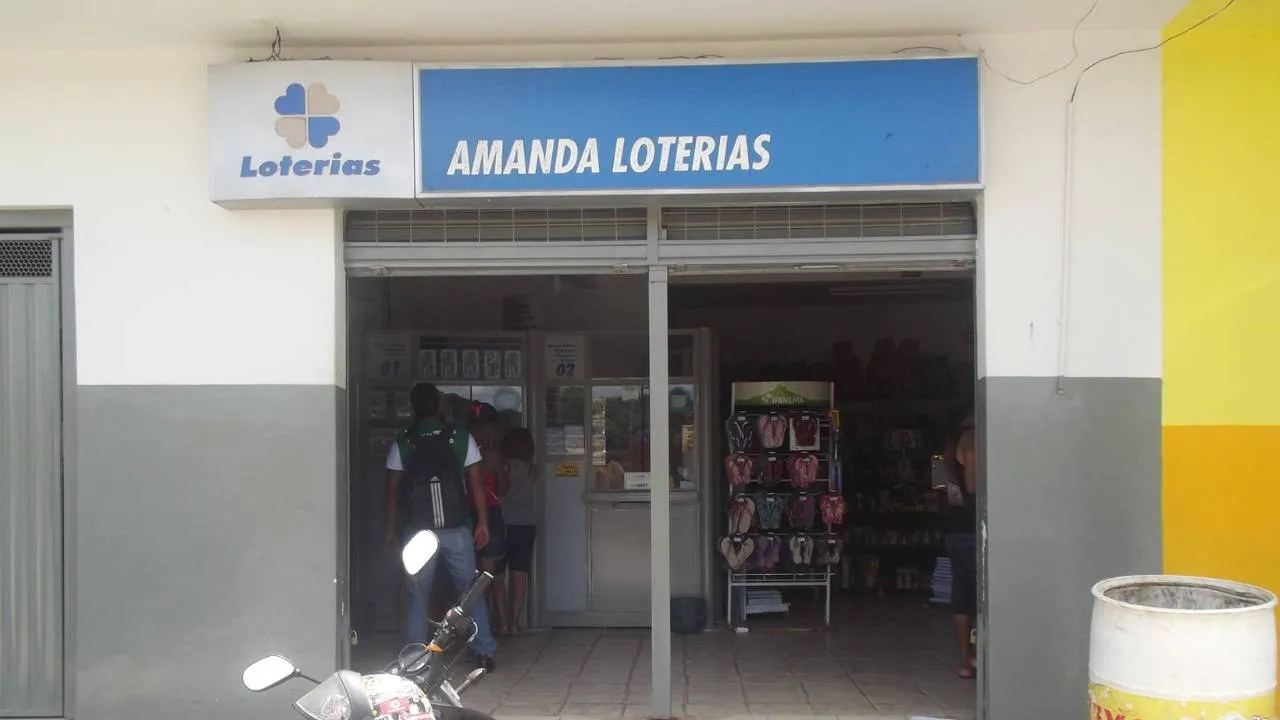 Loterias
AMANDA LOTERIAS
01
02
IPANEMA